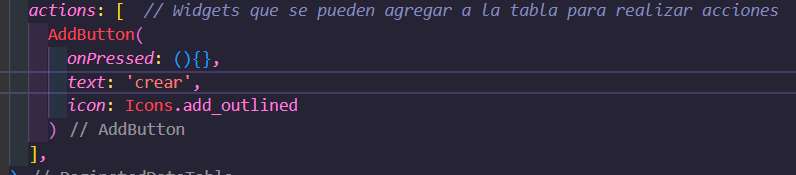 actions: [  // Widgets que se pueden agregar a la tabla para realizar acciones
AddButton(
onPressed: (){},
text: 'crear',
icon: Icons.add_outlined
) // AddButton
],
) // PaginatedDataTable